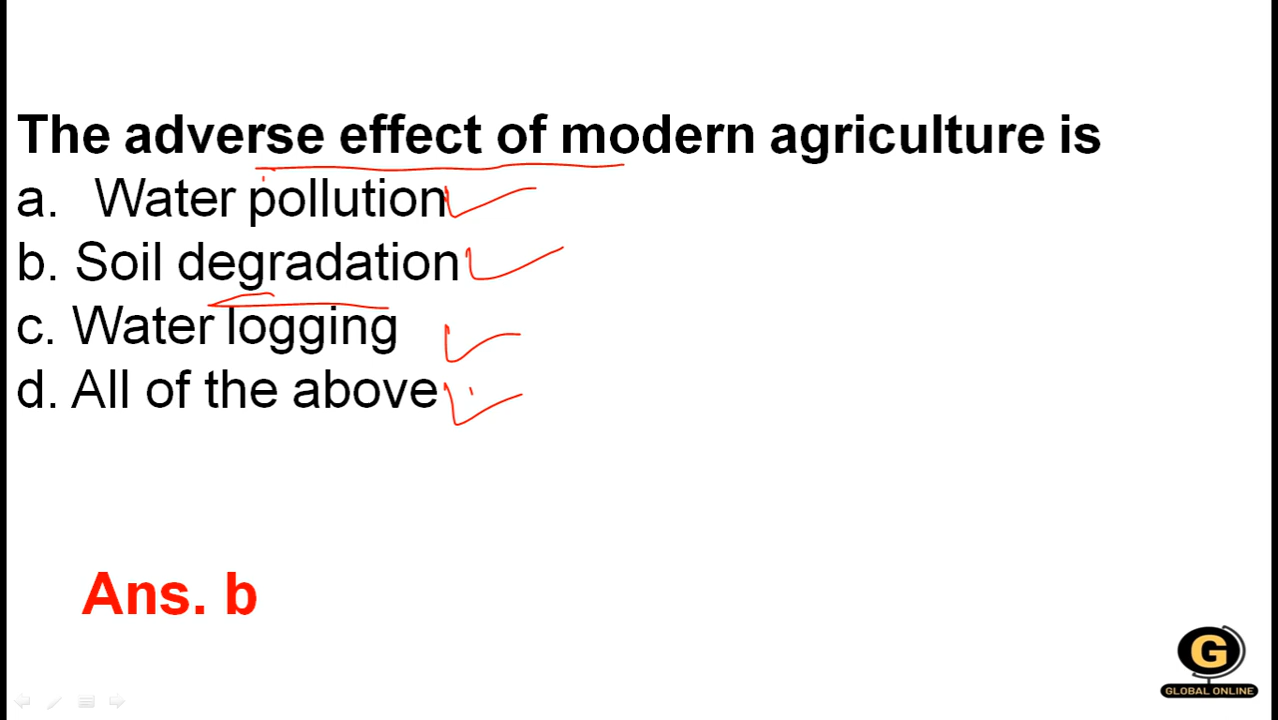 The adverse effect of modern agriculture is
a. Water pollution
b. Soil degradation
c. Water logging
d. All of the above
Ans. b
G
GLOBAL ONLINE